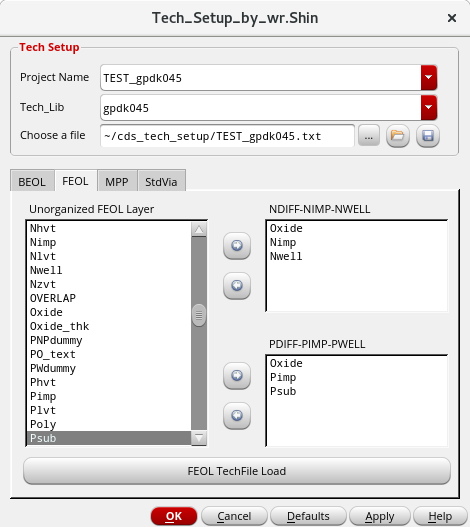 Tech_Setup_by_wr.Shin
Tech Setup
Project Name TEST_gpdk045
Tech_Lib gpdk045
Choose a file ~/cds_tech_setup/TEST_gpdk045.txt ...
BEOL FEOL MPP StdVia
Unorganized FEOL Layer
Nhvt
Nimp
Nlvt
Nwell
Nzvt
OVERLAP
Oxide
Oxide_thk
PNPdummy
PO_text
PWdummy
Phvt
Pimp
Plvt
Poly
Psub
NDIFF-NIMP-NWELL
Oxide
Nimp
Nwell
PDIFF-PIMP-PWELL
Oxide
Pimp
Psub
FEOL TechFile Load
OK Cancel Defaults Apply Help